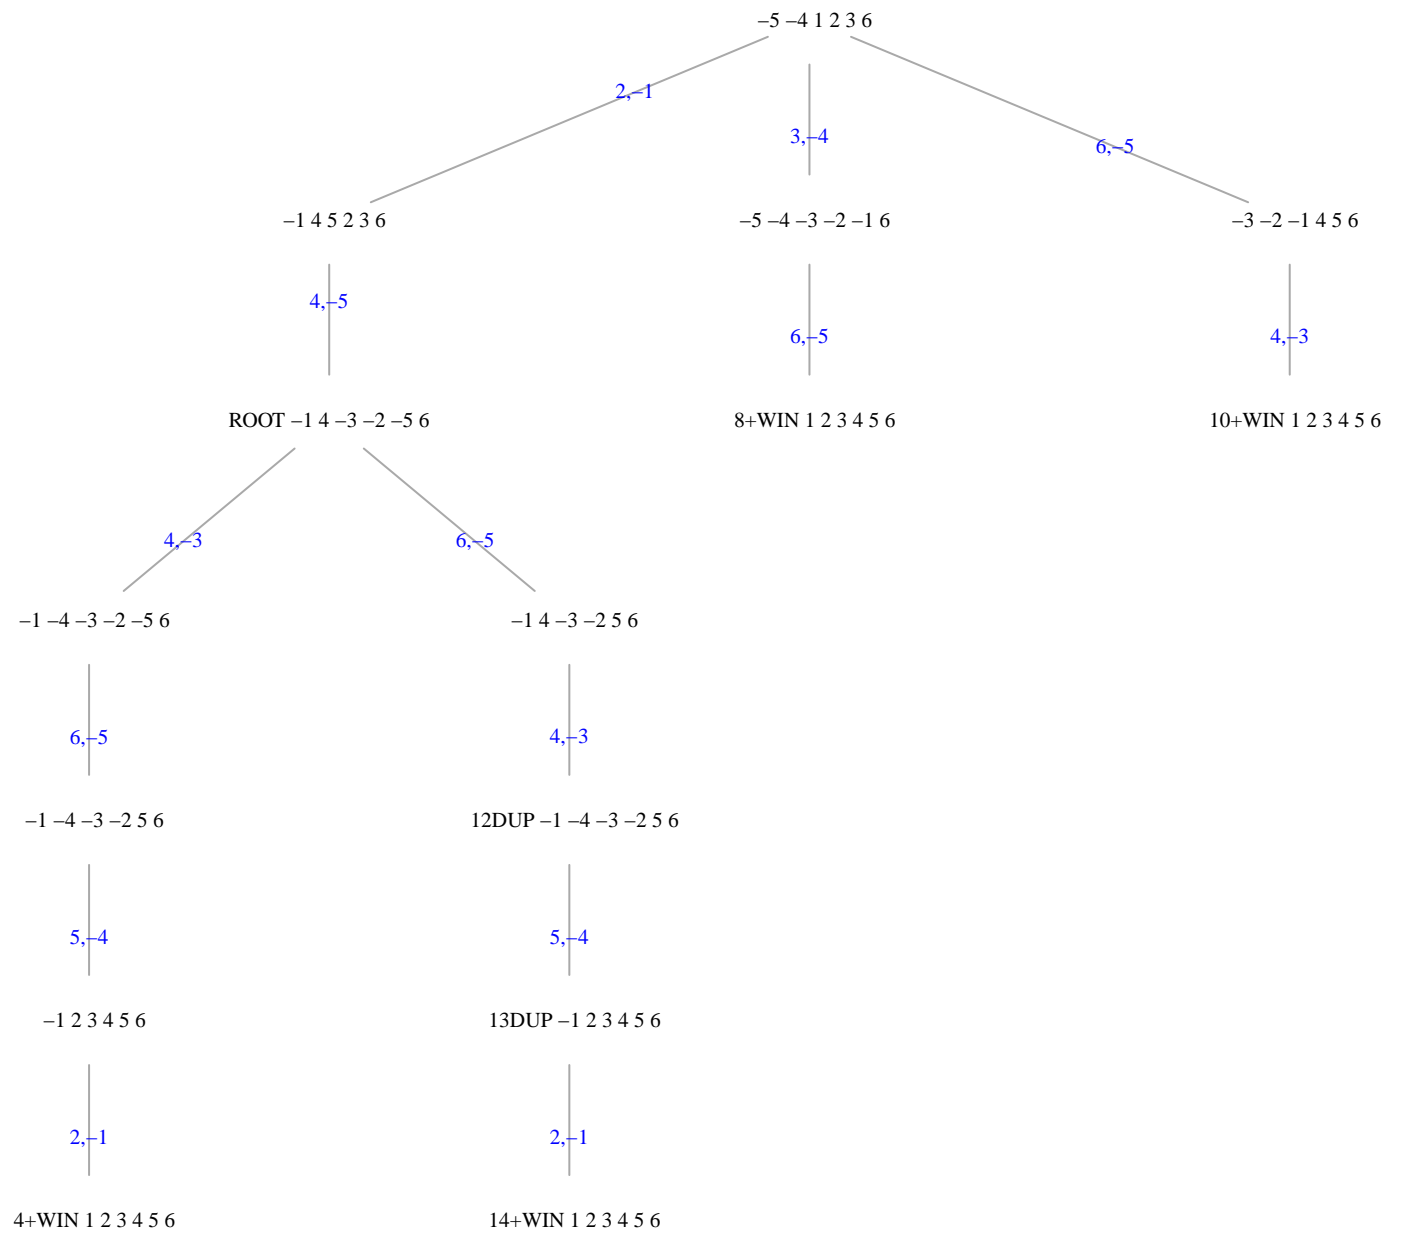 –5 –4 1 2 3 6
2,–1
3,–4
6,–5
–1 4 5 2 3 6
–5 –4 –3 –2 –1 6
–3 –2 –1 4 5 6
4,–5
6,–5
4,–3
ROOT –1 4 –3 –2 –5 6
8+WIN 1 2 3 4 5 6
10+WIN 1 2 3 4 5 6
4,–3
6,–5
–1 –4 –3 –2 –5 6
–1 4 –3 –2 5 6
6,–5
4,–3
–1 –4 –3 –2 5 6
12DUP –1 –4 –3 –2 5 6
5,–4
5,–4
–1 2 3 4 5 6
13DUP –1 2 3 4 5 6
2,–1
2,–1
4+WIN 1 2 3 4 5 6
14+WIN 1 2 3 4 5 6